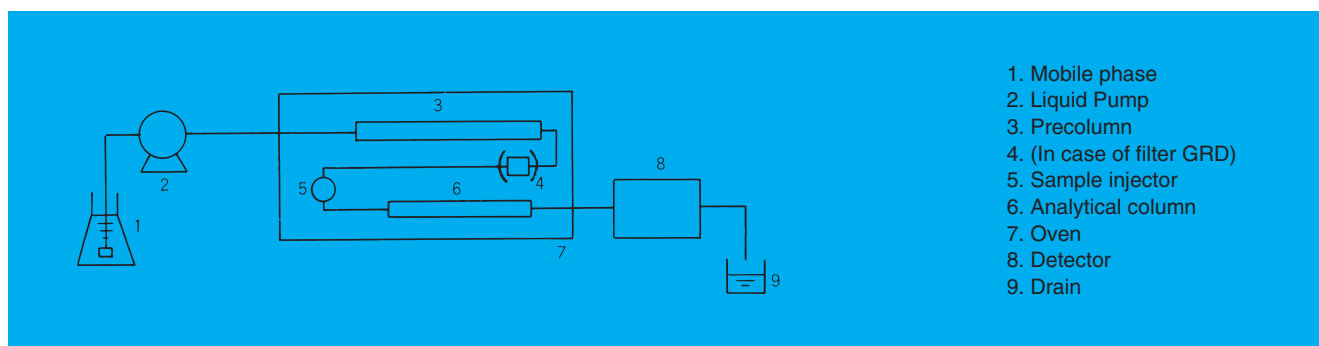 3
8
6
5
4
2
1
7
9
1. Mobile phase
2. Liquid Pump
3. Precolumn
4. (In case of filter GRD)
5. Sample injector
6. Analytical column
7. Oven
8. Detector
9. Drain